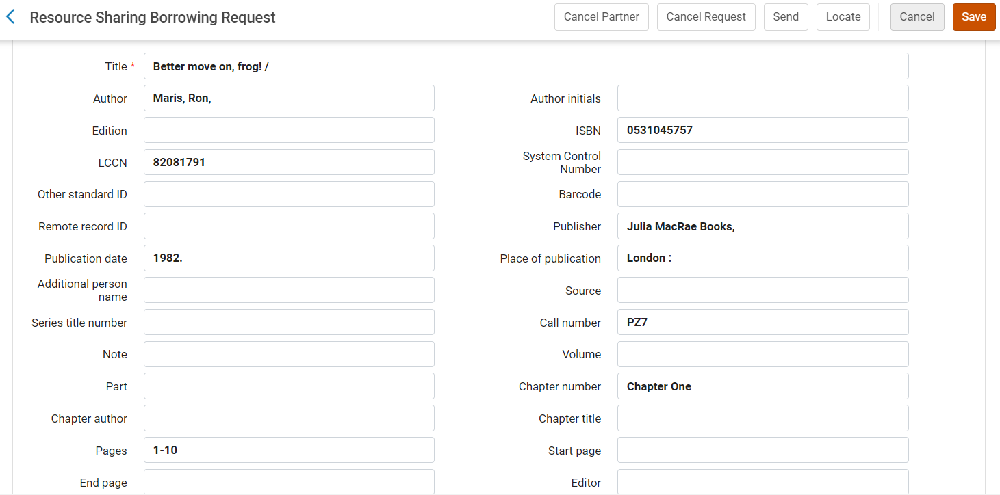 Resource Sharing Borrowing Request Cancel Partner Cancel Request Send Locate Cancel Save
Title * Better move on, frog! /
Author Maris, Ron, Author initials
Edition ISBN 0531045757
LCCN 82081791 System Control
Number
Other standard ID Barcode
Remote record ID Publisher Julia MacRae Books,
Publication date 1982. Place of publication London :
Additional person
name Source
Series title number Call number PZ7
Note Volume
Part Chapter number Chapter One
Chapter author Chapter title
Pages 1-10 Start page
End page Editor